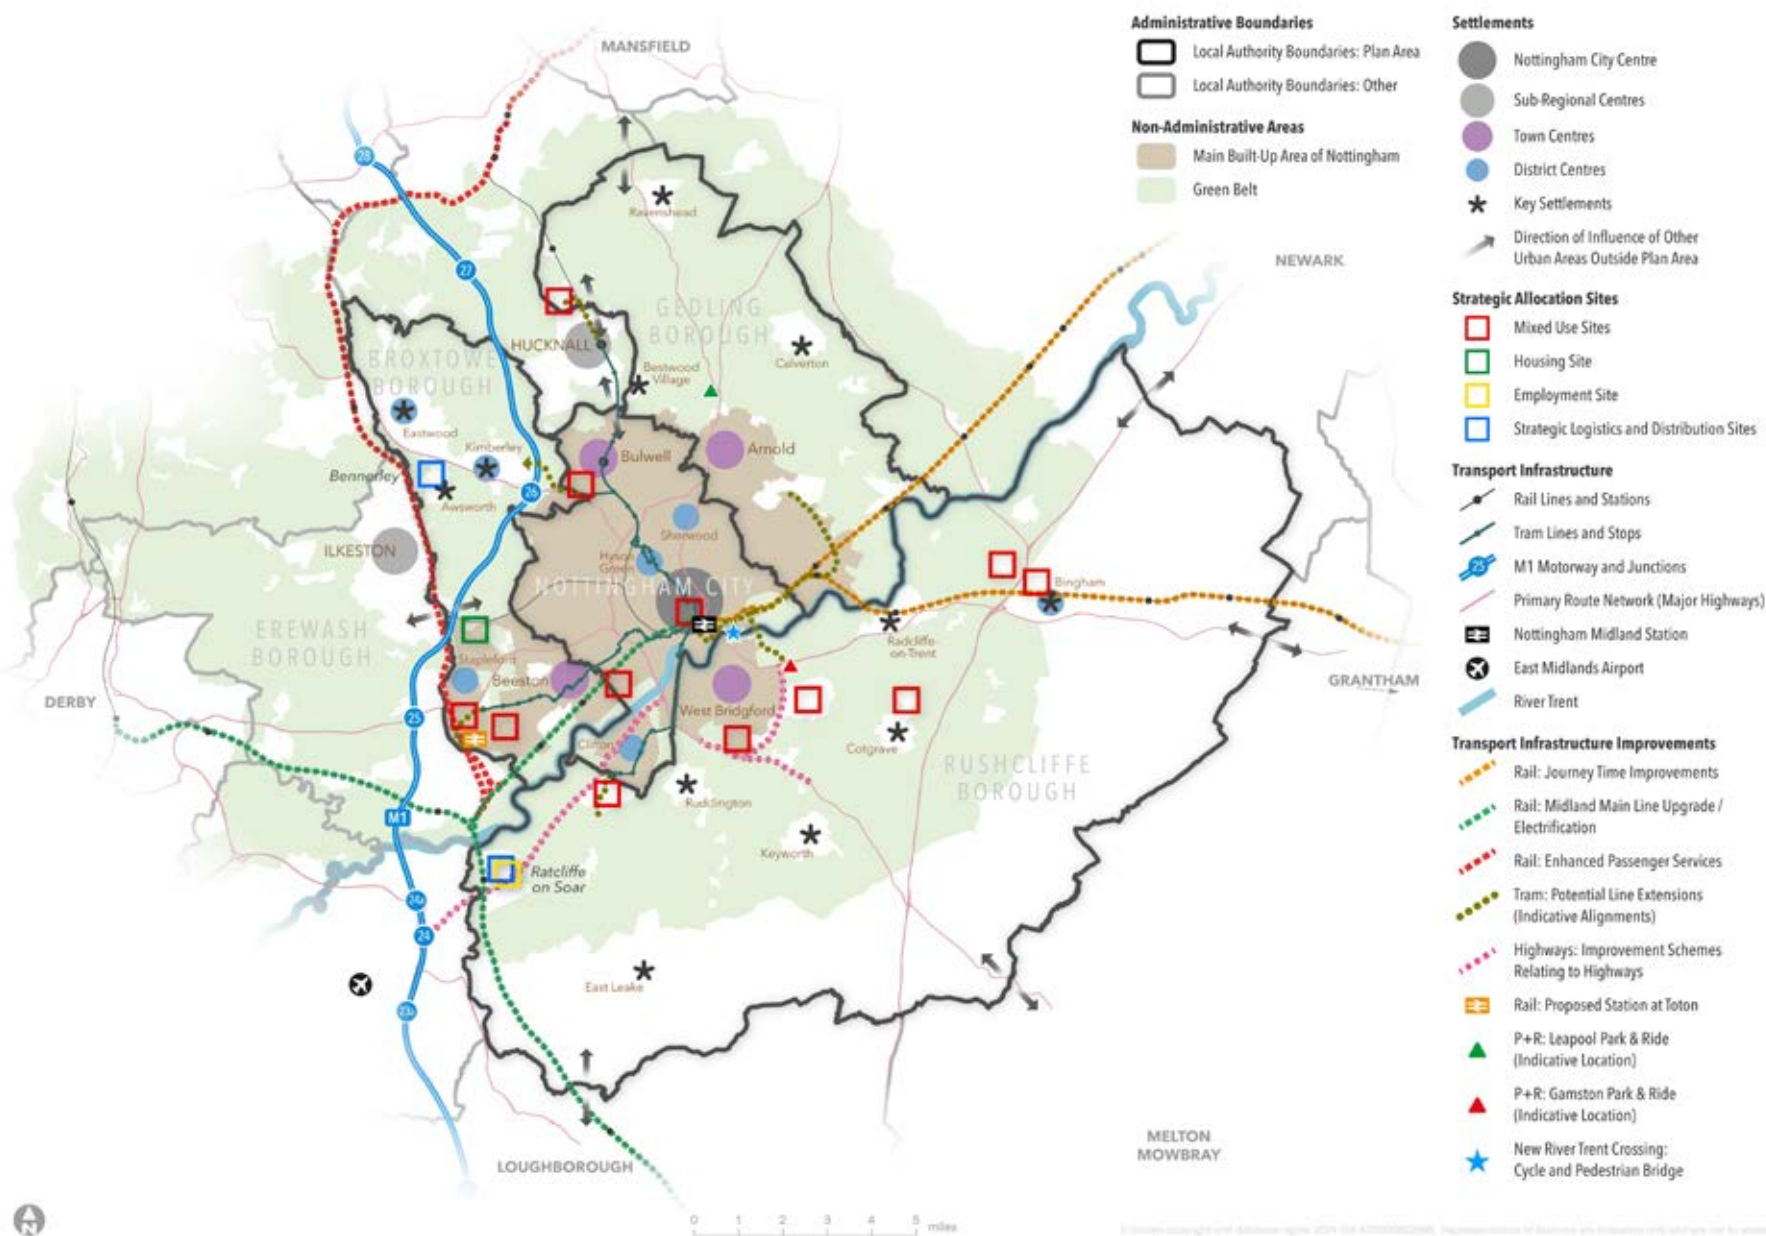 MANSFIELD
28
Ravenshead
27
NEWARK
GEDLING
BOROUGH
HUCKNALL
BROXTOWE
BOROUGH
Bestwood
Village
Calverton
Eastwood
Kimberley
Bulwell
Arnold
Bennerley
26
Awsworth
Sherwood
ILKESTON
Hyson
Green
NOTTINGHAM CITY
Bingham
EREWASH
BOROUGH
Radcliffe-
on-Trent
Stapleford
Beeston
GRANTHAM
DERBY
West Bridgford
25
Clifton
Cotgrave
RUSHCLIFFE
BOROUGH
Ruddington
M1
Keyworth
Ratcliffe
on Soar
24a
24
East Leake
23a
MELTON
MOWBRAY
LOUGHBOROUGH
N
0 1 2 3 4 5 miles
Administrative Boundaries
Local Authority Boundaries: Plan Area
Local Authority Boundaries: Other
Non-Administrative Areas
Main Built-Up Area of Nottingham
Green Belt
Settlements
Nottingham City Centre
Sub-Regional Centres
Town Centres
District Centres
Key Settlements
Direction of Influence of Other
Urban Areas Outside Plan Area
Strategic Allocation Sites
Mixed Use Sites
Housing Site
Employment Site
Strategic Logistics and Distribution Sites
Transport Infrastructure
Rail Lines and Stations
Tram Lines and Stops
25
M1 Motorway and Junctions
Primary Route Network (Major Highways)
Nottingham Midland Station
East Midlands Airport
River Trent
Transport Infrastructure Improvements
Rail: Journey Time Improvements
Rail: Midland Main Line Upgrade /
Electrification
Rail: Enhanced Passenger Services
Tram: Potential Line Extensions
(Indicative Alignments)
Highways: Improvement Schemes
Relating to Highways
Rail: Proposed Station at Toton
P+R: Leapool Park & Ride
(Indicative Location)
P+R: Gamston Park & Ride
(Indicative Location)
New River Trent Crossing:
Cycle and Pedestrian Bridge